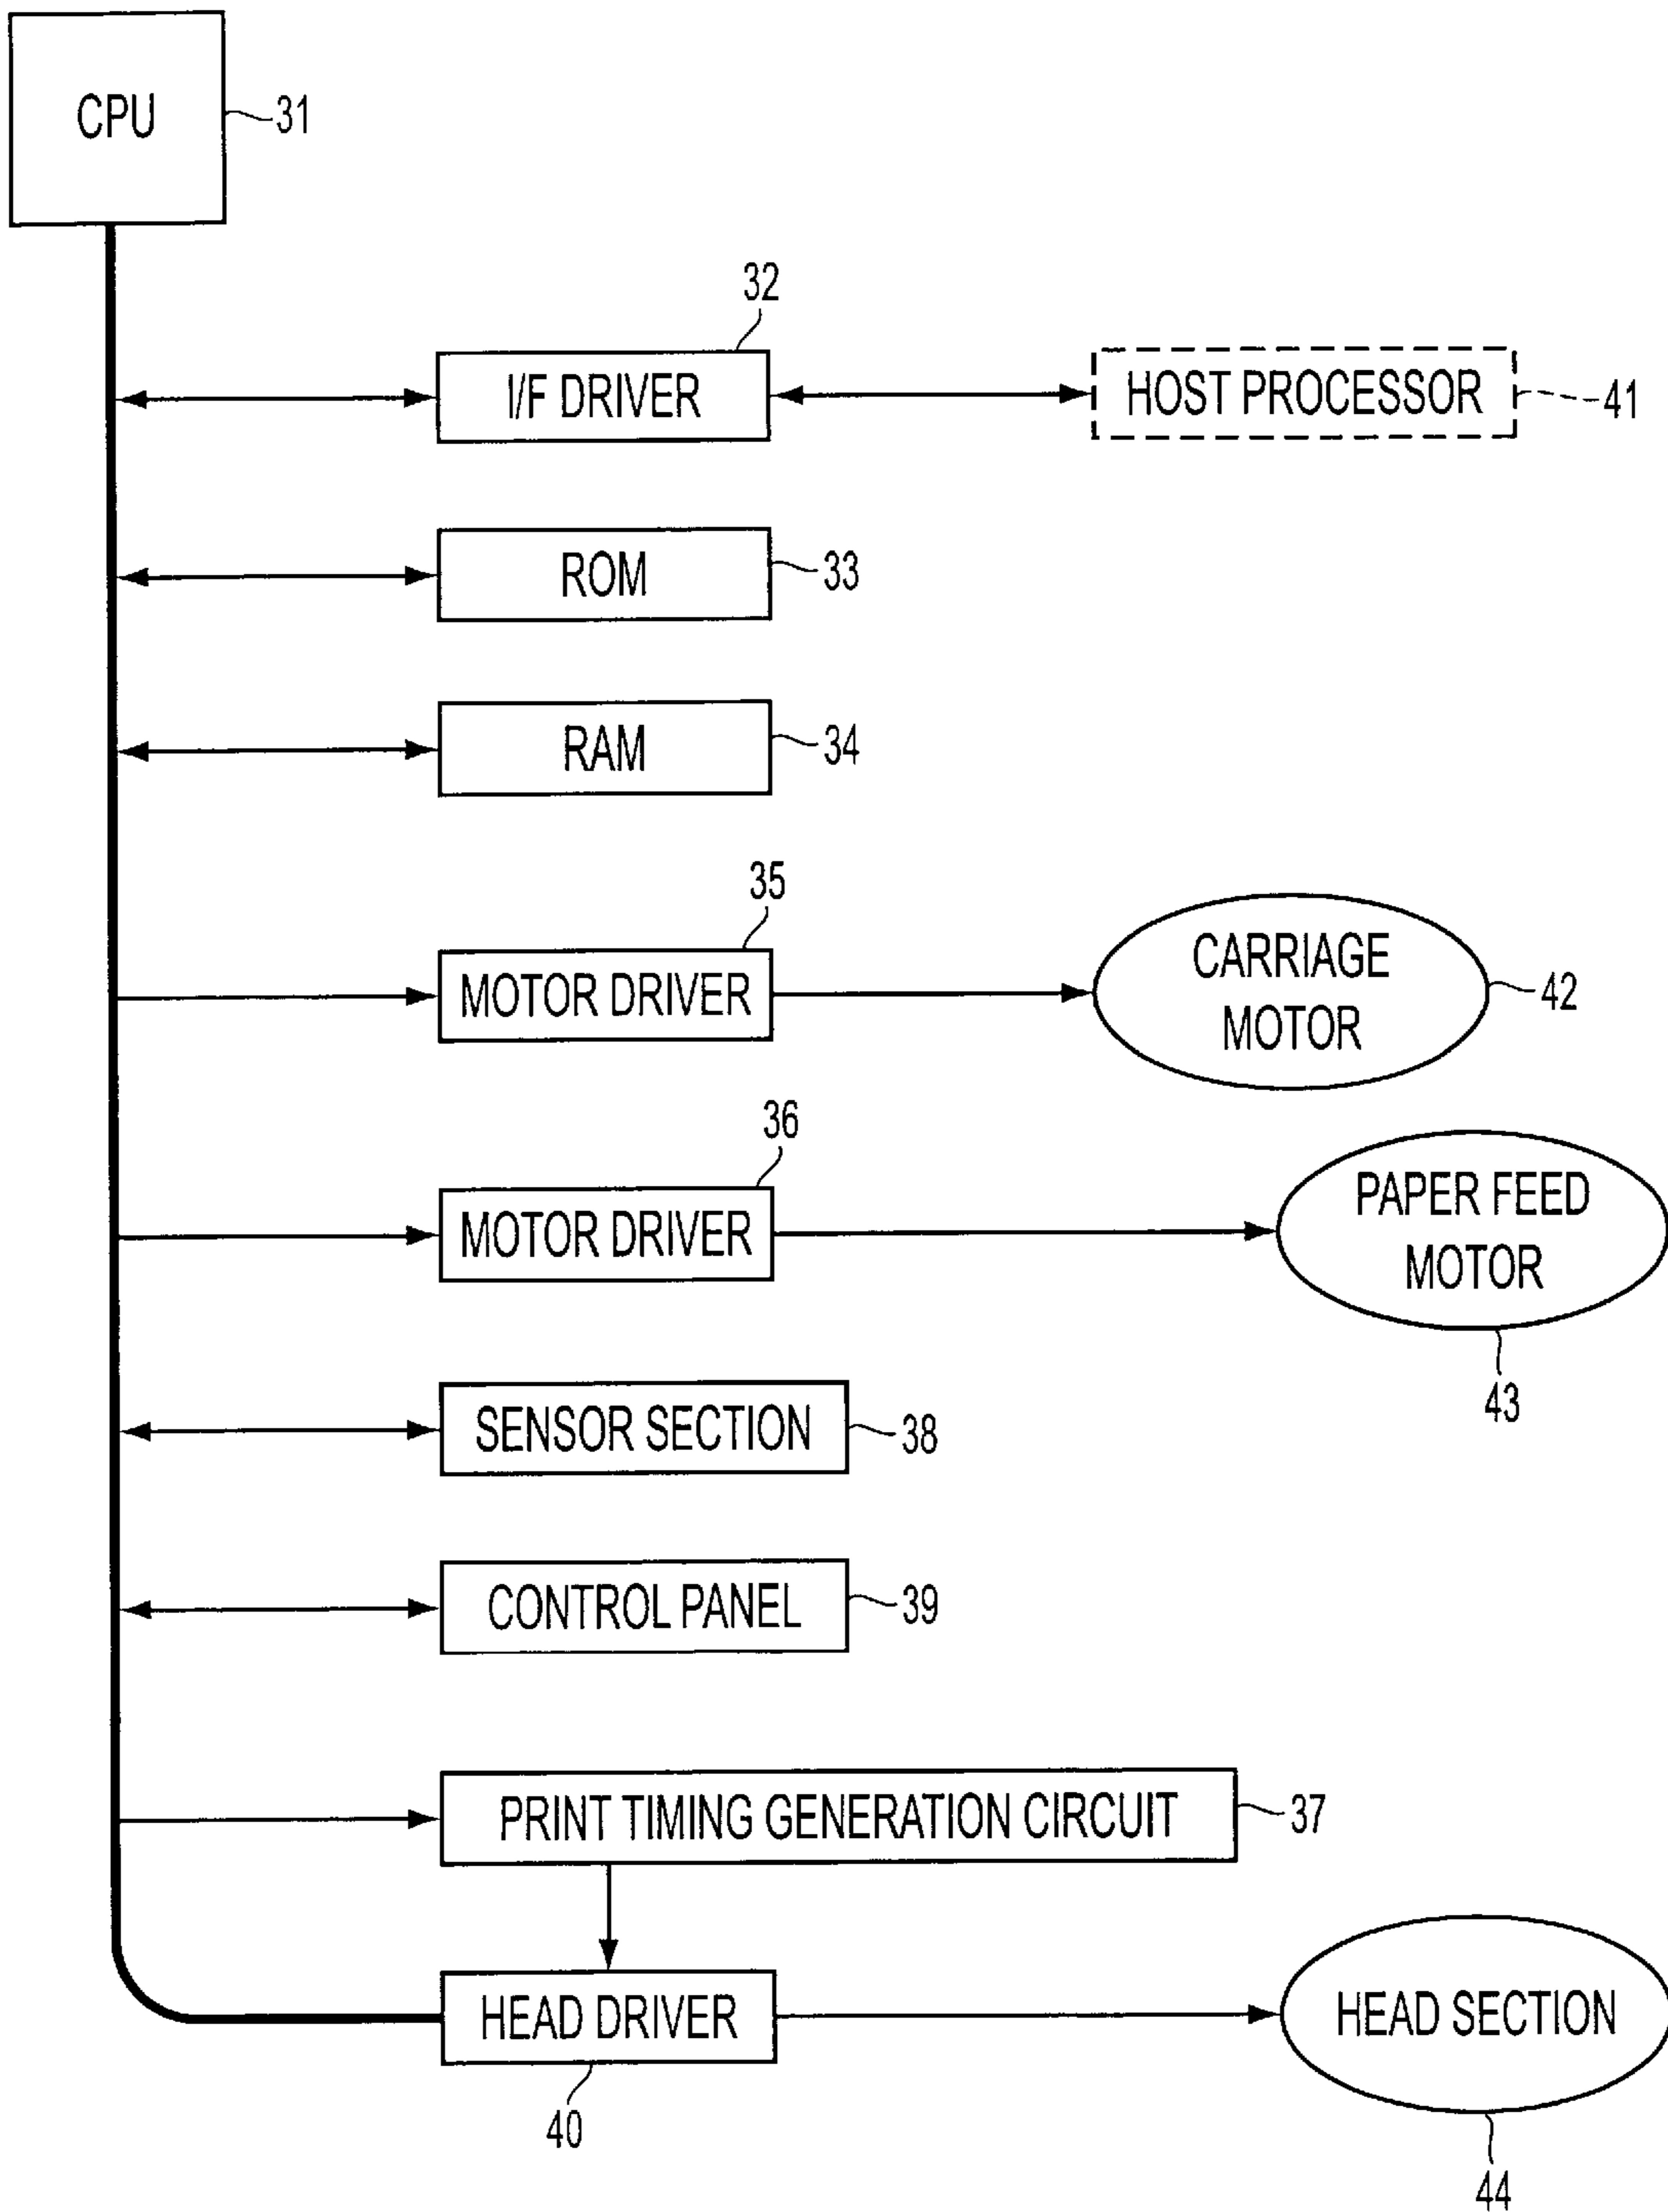 CPU
31
32
I/F DRIVER
HOST PROCESSOR
41
ROM
33
RAM
34
35
MOTOR DRIVER
CARRIAGE
MOTOR
42
36
MOTOR DRIVER
PAPER FEED
MOTOR
43
SENSOR SECTION
38
CONTROL PANEL
39
PRINT TIMING GENERATION CIRCUIT
37
HEAD DRIVER
40
HEAD SECTION
44